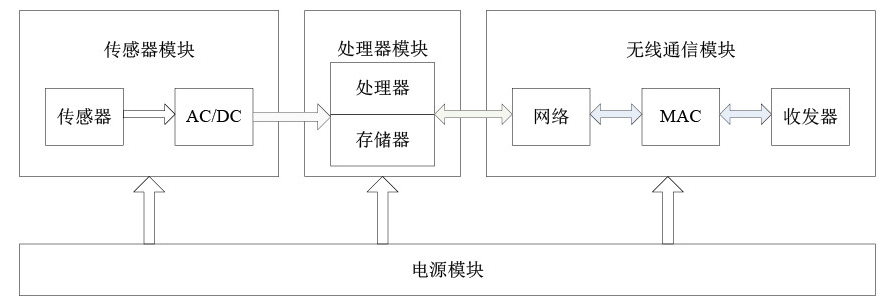 传感器模块
处理器模块
无线通信模块
传感器
AC/DC
处理器
存储器
网络
MAC
收发器
电源模块